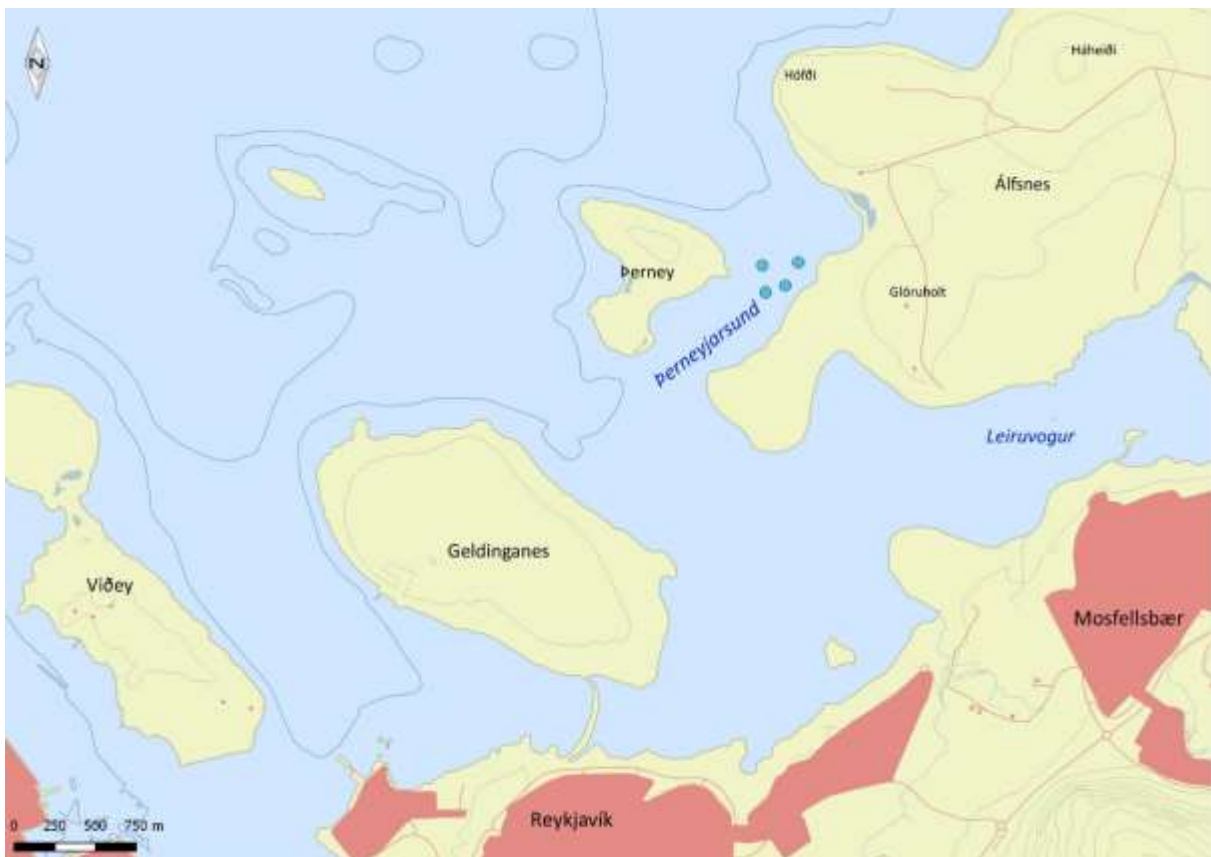 N
Háheiði
Höfði
Álfsnes
Þerney
Glóruholt
Þerneyjarsund
Leiruvogur
Geldinganes
Viðey
Mosfellsbær
Reykjavík
0 250 500 750 m